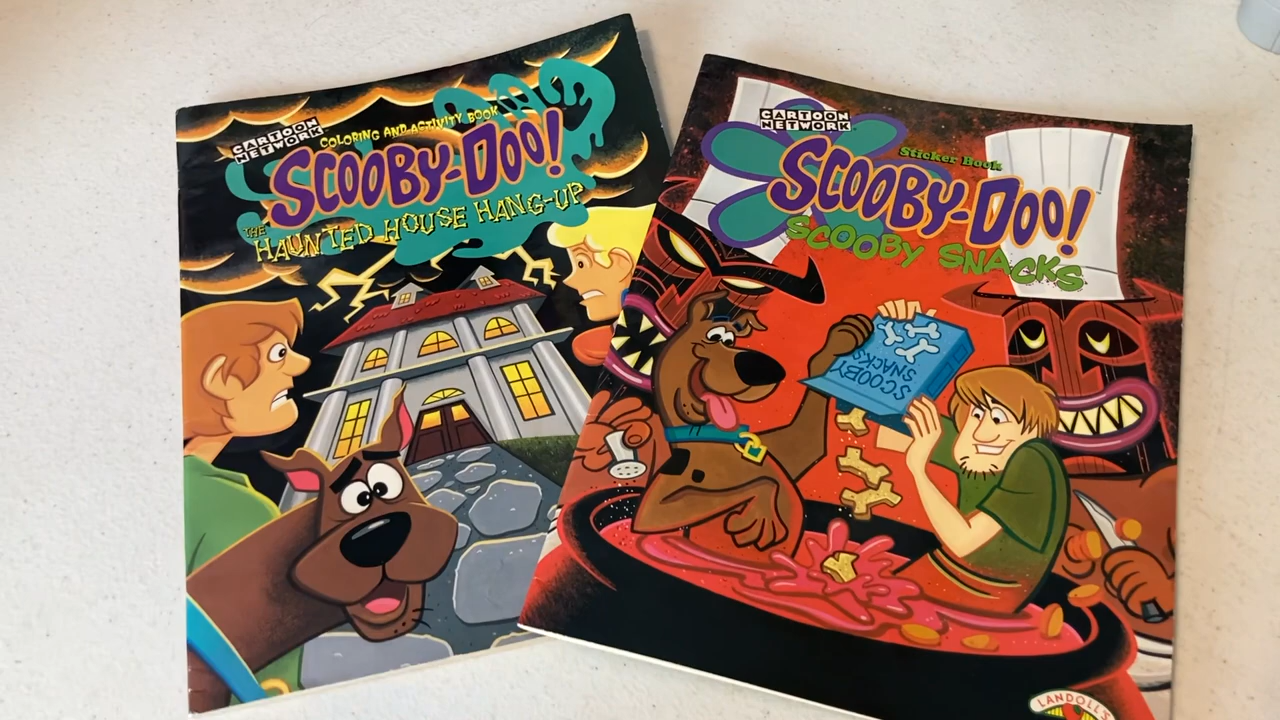 CARTOON
NETWORK
COLORING AND ACTIVITY BOOK
SCOOBY-DOO!
THE
HAUNTED HOUSE HANG-UP
CARTOON
NETWORK
Sticker Book
SCOOBY-DOO!
SCOOBY SNACKS
SCOOBY
SNACKS
LANDOLL'S